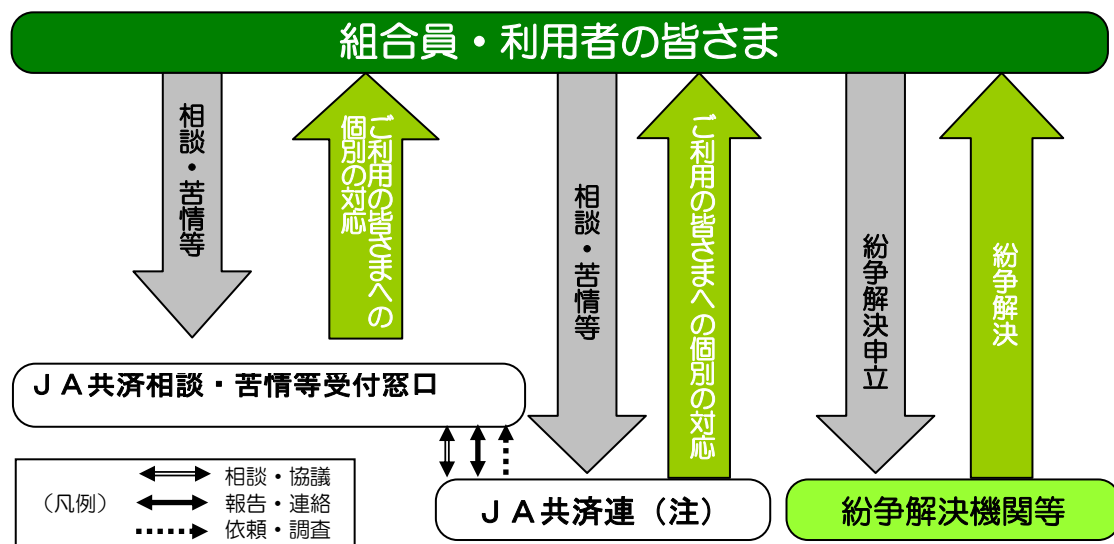 組合員・利用者の皆さま
相談・苦情等
ご利用の皆さまへの
個別の対応
相談・苦情等
ご利用の皆さまへの個別の対応
紛争解決申立
紛争解決
ＪＡ共済相談・苦情等受付窓口
（凡例）
相談・協議
報告・連絡
依頼・調査
ＪＡ共済連（注）
紛争解決機関等